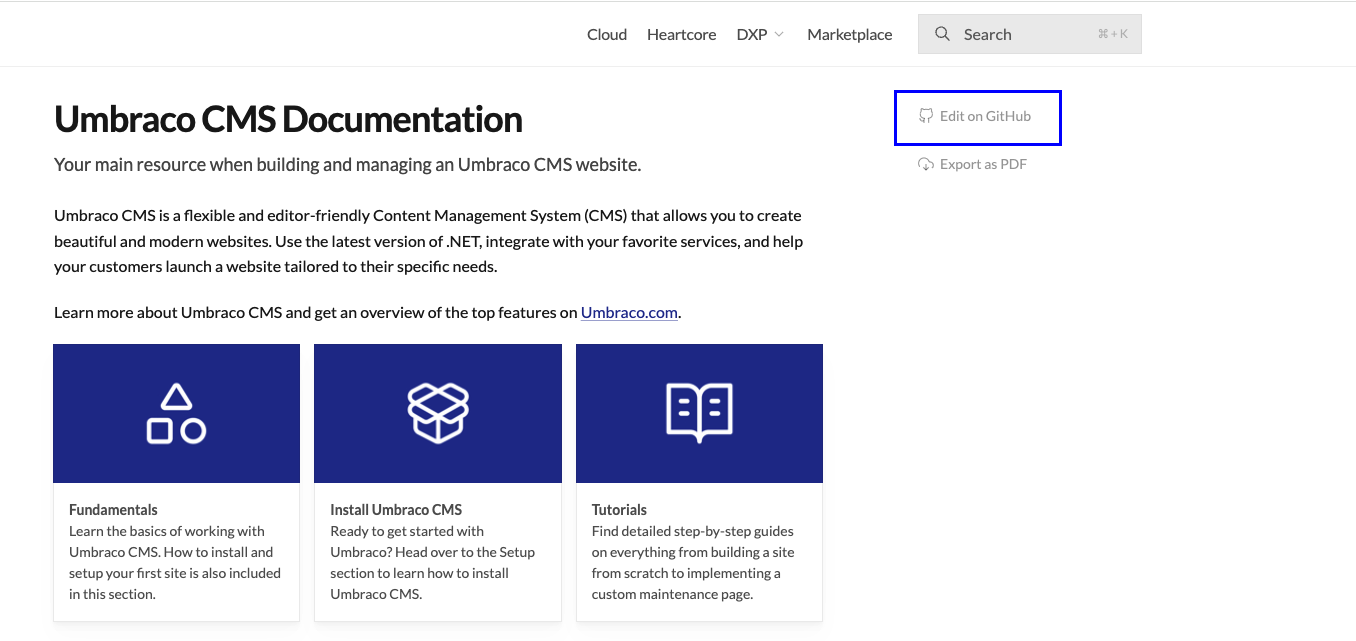 Cloud Heartcore DXP Marketplace Search ⌘ + K
Umbraco CMS Documentation
Your main resource when building and managing an Umbraco CMS website.
Edit on GitHub
Export as PDF
Umbraco CMS is a flexible and editor-friendly Content Management System (CMS) that allows you to create
beautiful and modern websites. Use the latest version of .NET, integrate with your favorite services, and help
your customers launch a website tailored to their specific needs.
Learn more about Umbraco CMS and get an overview of the top features on Umbraco.com.
Fundamentals
Learn the basics of working with
Umbraco CMS. How to install and
setup your first site is also included
in this section.
Install Umbraco CMS
Ready to get started with
Umbraco? Head over to the Setup
section to learn how to install
Umbraco CMS.
Tutorials
Find detailed step-by-step guides
on everything from building a site
from scratch to implementing a
custom maintenance page.